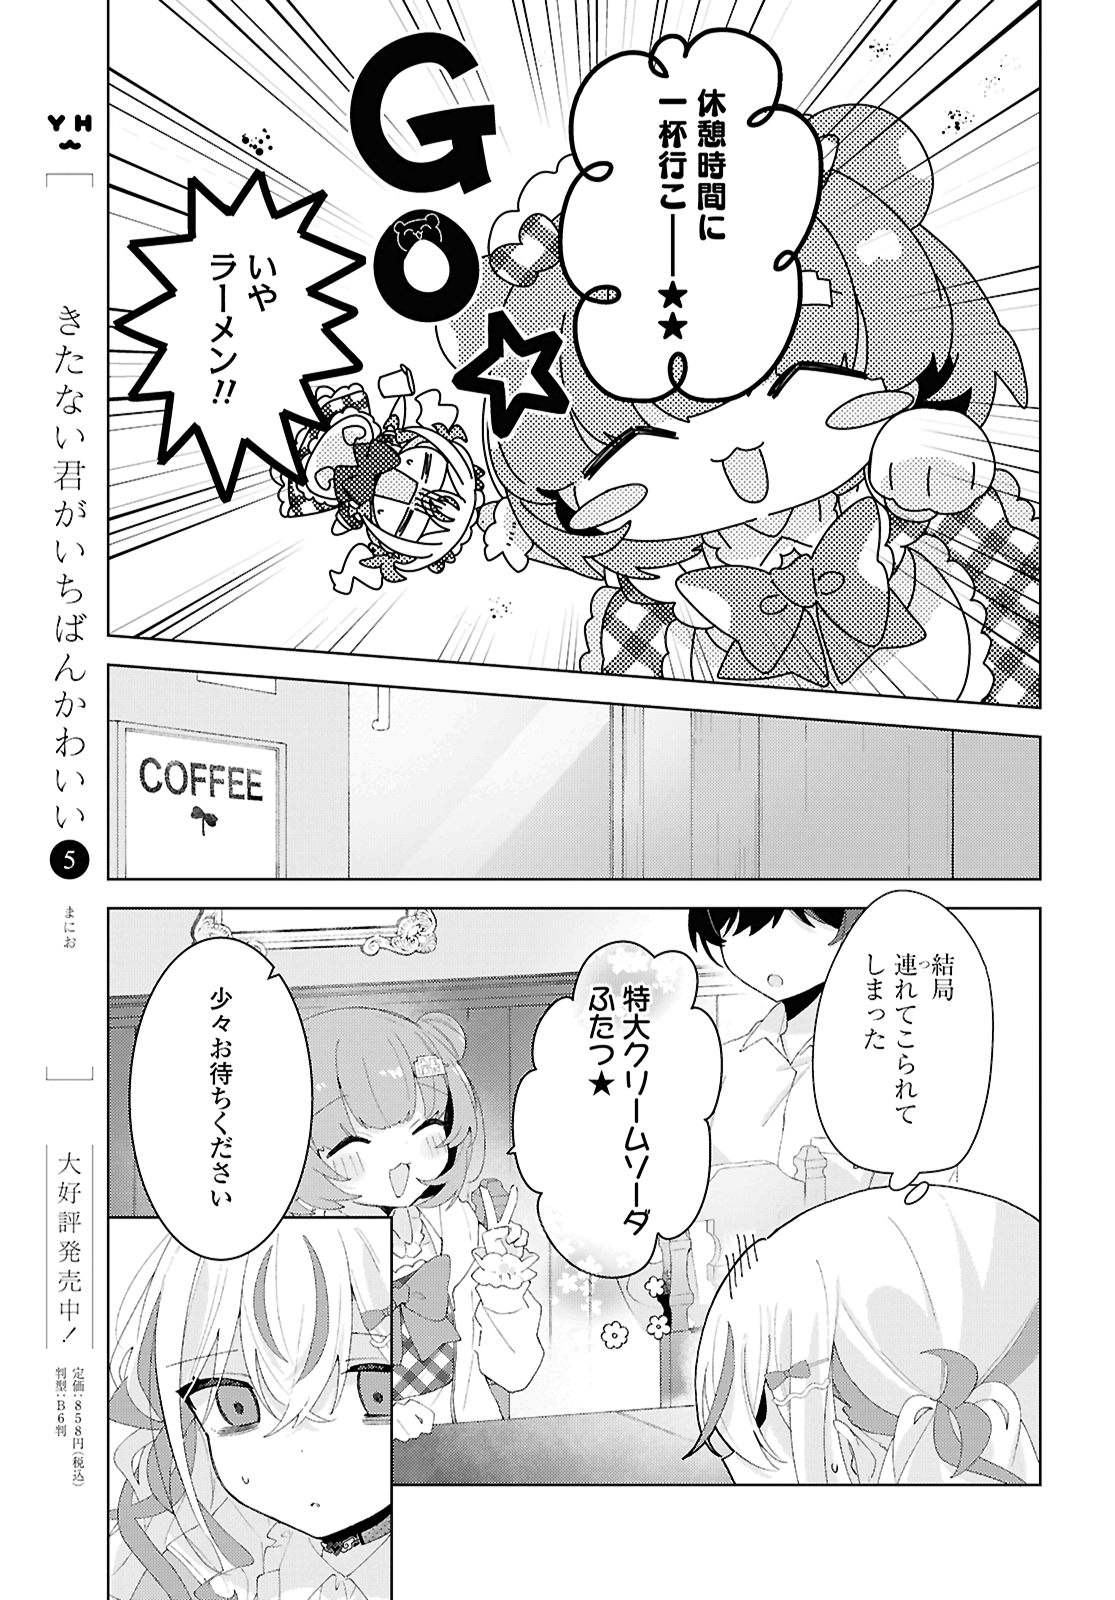 休憩時間に
一杯行こ――★★
GO☆
いや
ラーメン!!
COFFEE
結局
連れてこられて
しまった
つ
特大クリームソーダ
ふたつ★
少々お待ちください
YH
きたない君がいちばんかわいい
5
まにお
大好評発売中!
定価:858円(税込)
判型:B6判